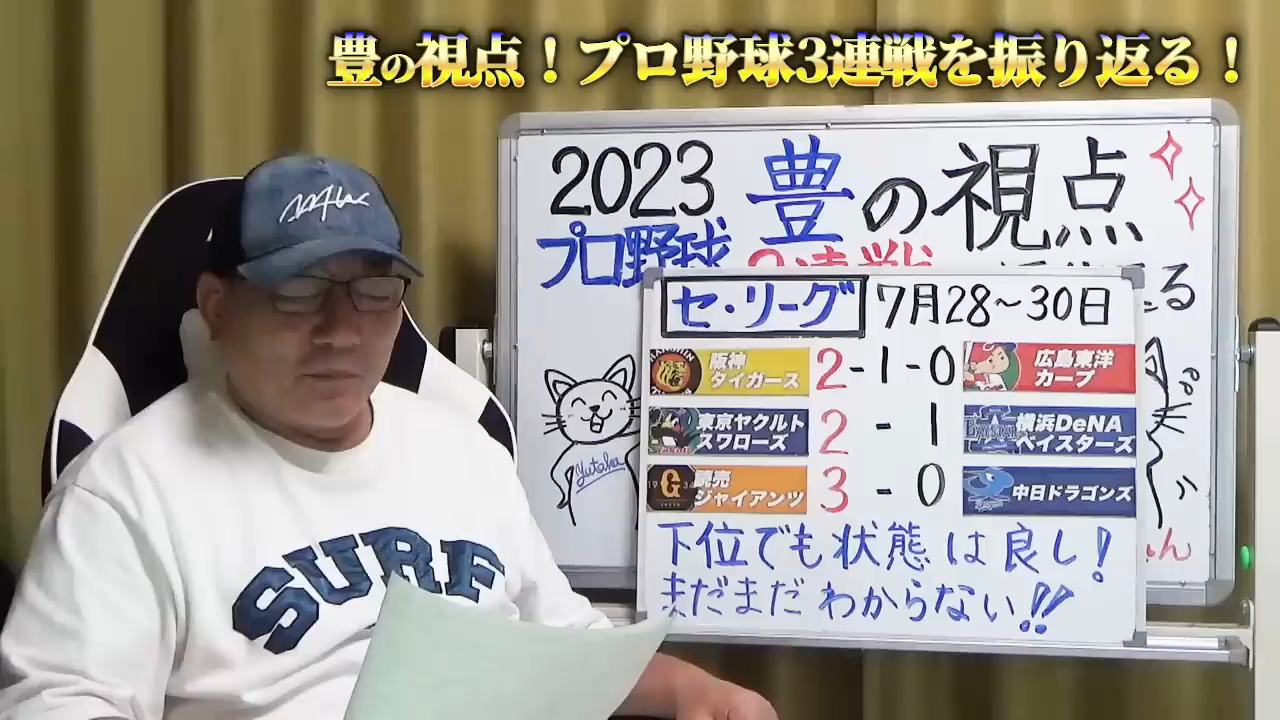 豊の視点！プロ野球3連戦を振り返る！
2023 豊の視点
プロ野球
る
セ・リーグ 7月28～30日
阪神タイガース 2-1-0 広島東洋カープ
東京ヤクルトスワローズ 2-1 横浜DeNAベイスターズ
読売ジャイアンツ 3-0 中日ドラゴンズ
下位でも状態は良し!
まだまだわからない!!
Yutaka
SURF